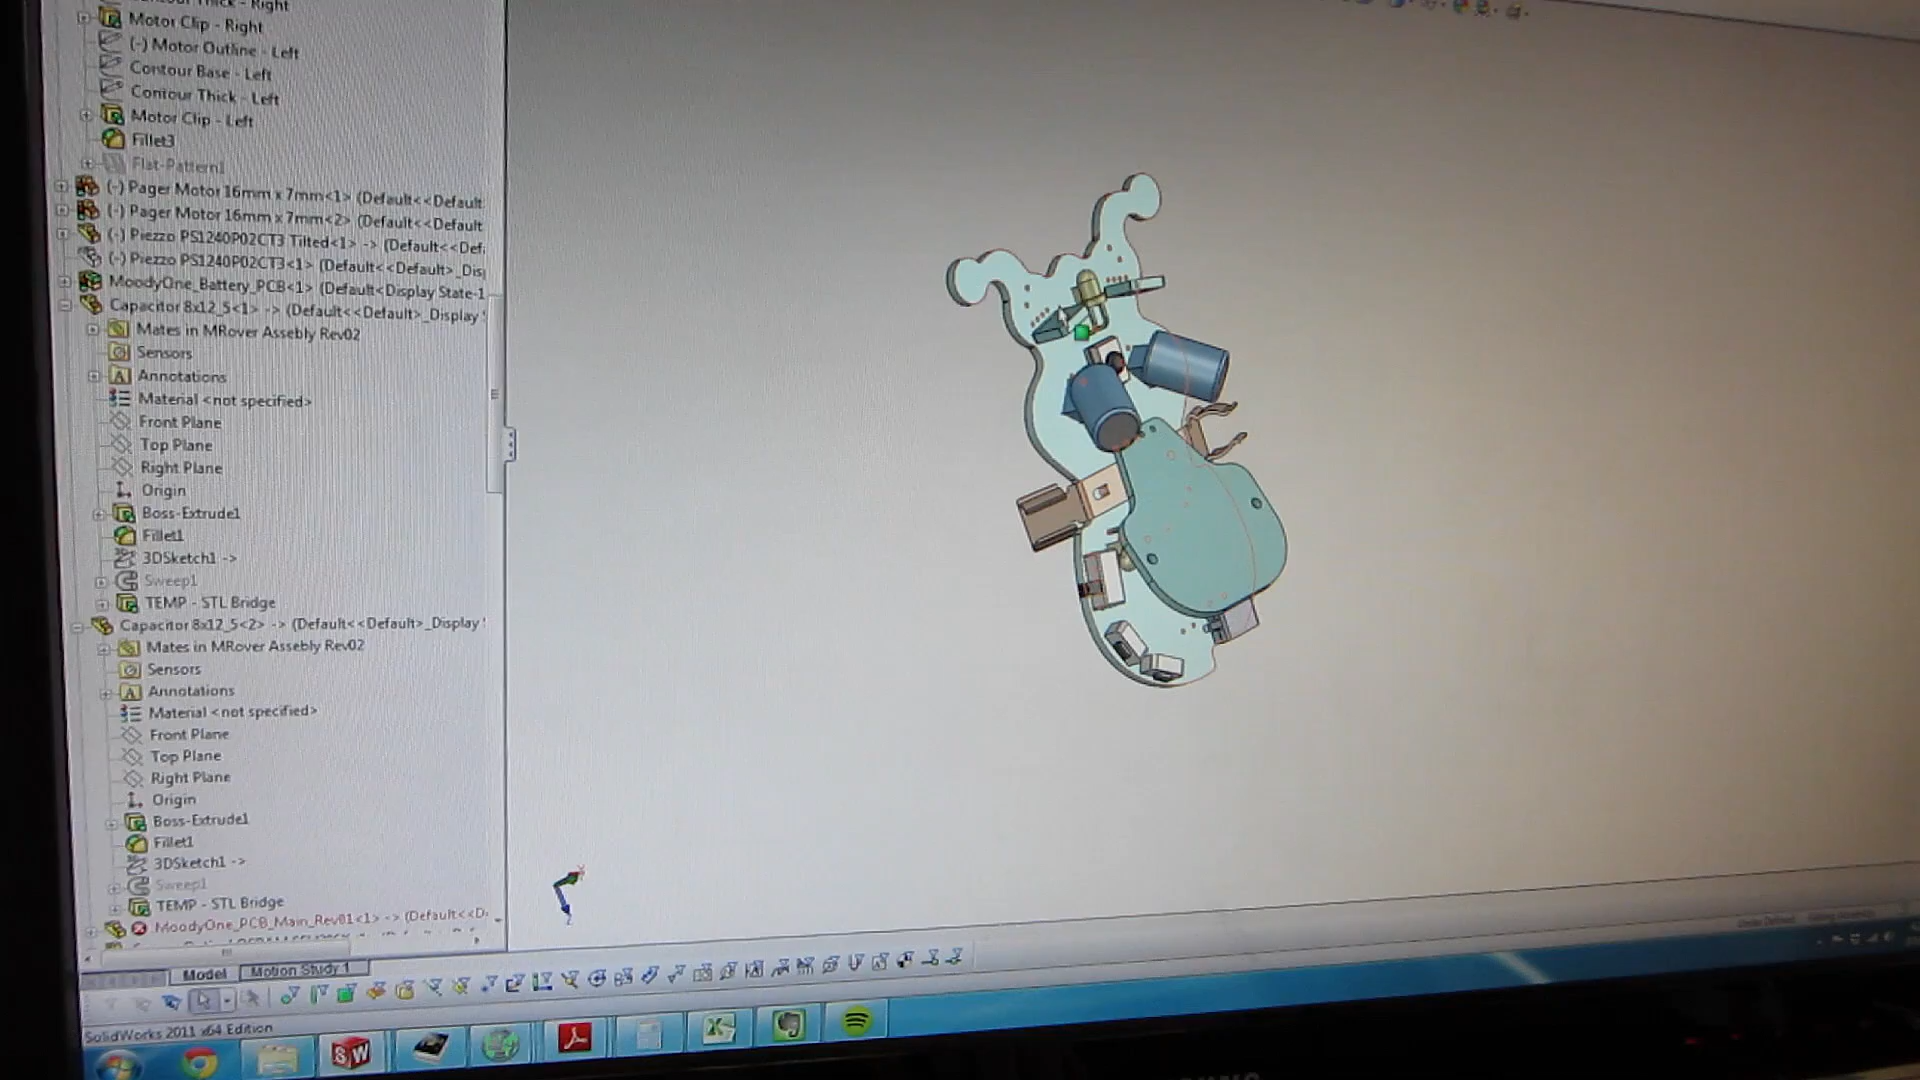 Contour Thick - Right
Motor Clip - Right
(-) Motor Outline - Left
Contour Base - Left
Contour Thick - Left
Motor Clip - Left
Fillet3
Flat-Pattern1
(-) Pager Motor 16mm x 7mm<1> (Default<<Default
(-) Pager Motor 16mm x 7mm<2> (Default<<Default
(-) Piezzo PS1240P02CT3 Tilted<1> -> (Default<<Def
(-) Piezzo PS1240P02CT3<1> (Default<<Default>_Disp
MoodyOne_Battery_PCB<1> (Default<Display State-1
Capacitor 8x12_5<1> -> (Default<<Default>_Display
Mates in MRover Assebly Rev02
Sensors
Annotations
Material <not specified>
Front Plane
Top Plane
Right Plane
Origin
Boss-Extrude1
Fillet1
3DSketch1 ->
Sweep1
TEMP - STL Bridge
Capacitor 8x12_5<2> -> (Default<<Default>_Display
Mates in MRover Assebly Rev02
Sensors
Annotations
Material <not specified>
Front Plane
Top Plane
Right Plane
Origin
Boss-Extrude1
Fillet1
3DSketch1 ->
Sweep1
TEMP - STL Bridge
MoodyOne_PCB_Main_Rev01<1> -> (Default<<D
Model
Motion Study 1
SolidWorks 2011 x64 Edition
SW